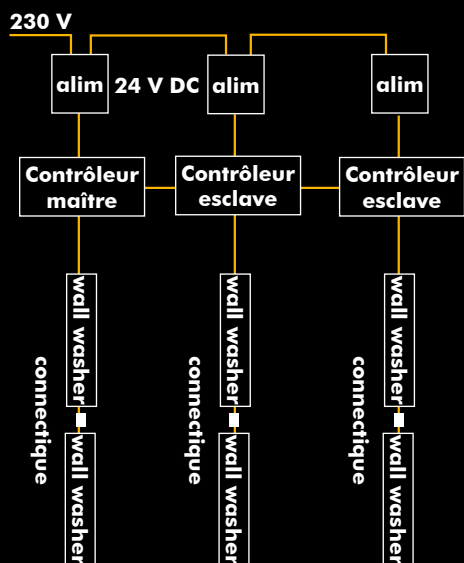 230 V
alim
24 V DC
alim
alim
Contrôleur
maître
Contrôleur
esclave
Contrôleur
esclave
wall washer
wall washer
wall washer
connectique
connectique
connectique
wall washer
wall washer
wall washer